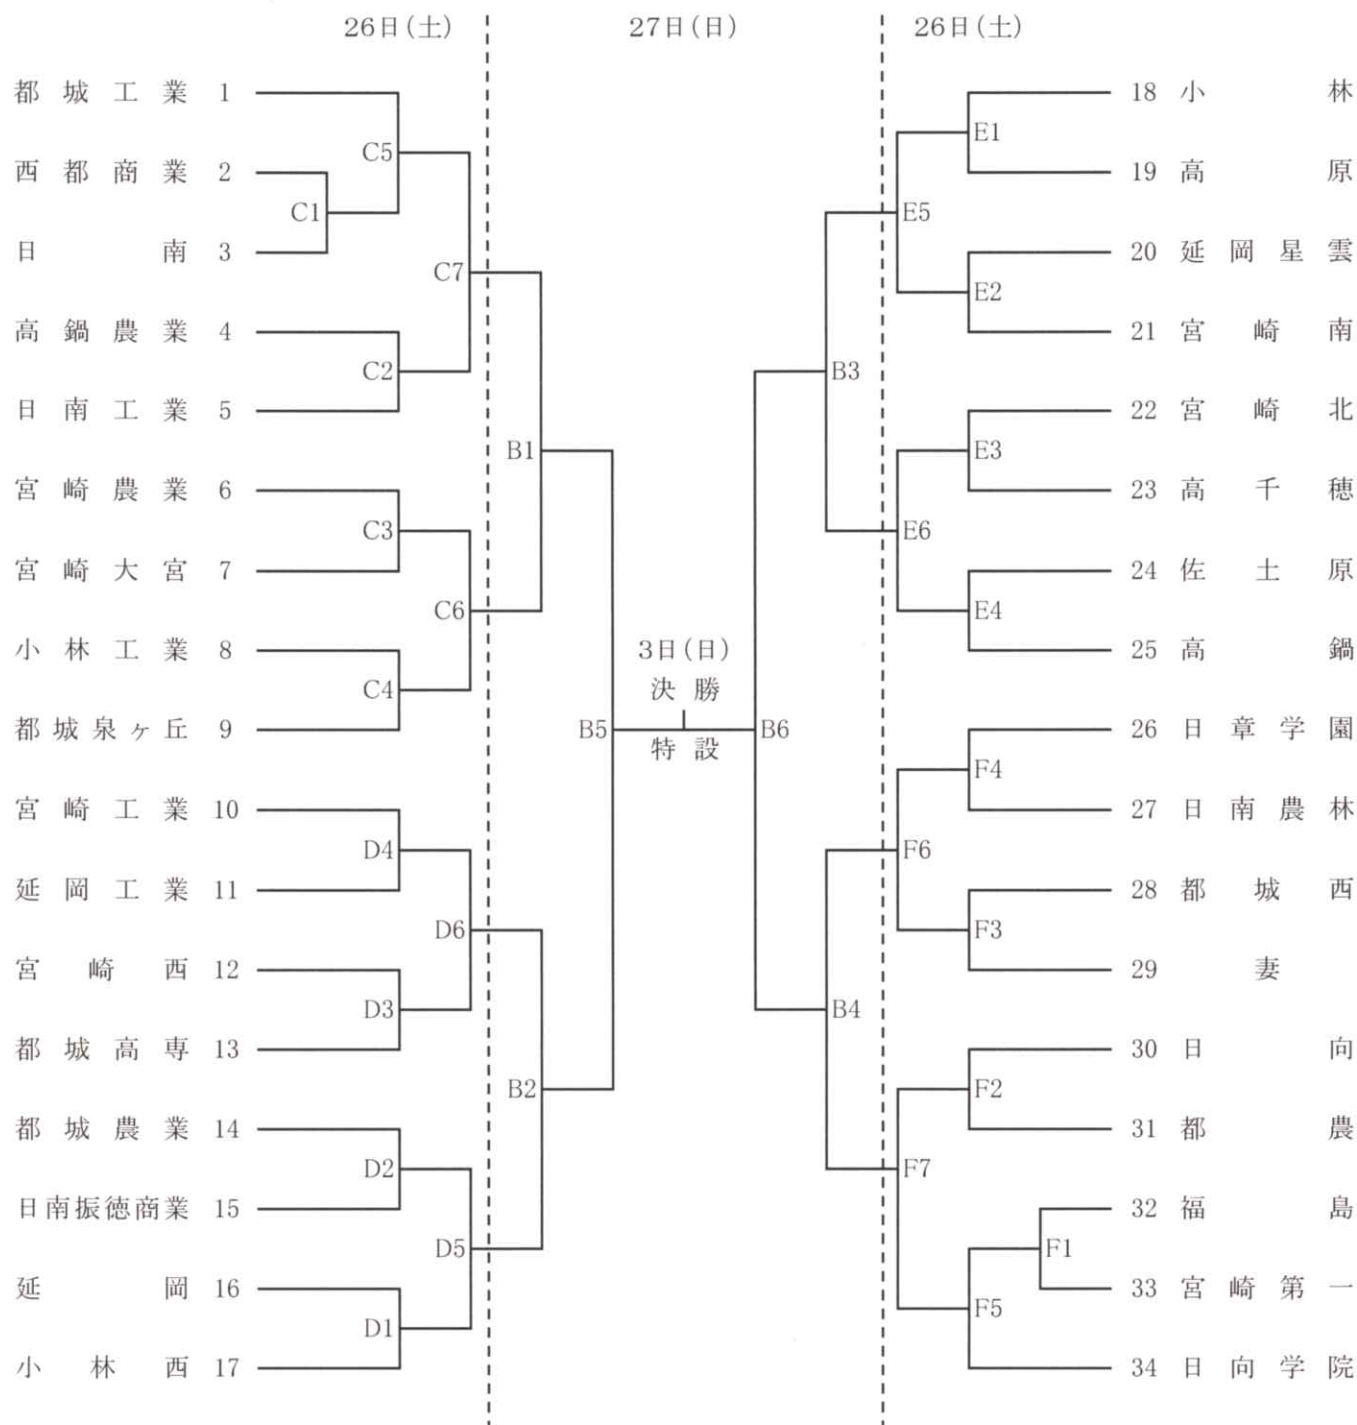 26日(土) 27日(日) 26日(土)
都城工業 1
西都商業 2
日南 3
高鍋農業 4
日南工業 5
宮崎農業 6
宮崎大宮 7
小林工業 8
都城泉ヶ丘 9
宮崎工業 10
延岡工業 11
宮崎西 12
都城高専 13
都城農業 14
日南振徳商業 15
延岡 16
小林西 17
C5
C1
C7
C2
B1
C3
C6
C4
B5
D4
D6
D3
B2
D2
D5
D1
3日(日)
決勝
特設
E1
E5
E2
B3
E3
E6
E4
B6
F4
F6
F3
B4
F2
F7
F1
F5
18 小林
19 高原
20 延岡星雲
21 宮崎南
22 宮崎北
23 高千穂
24 佐土原
25 高鍋
26 日章学園
27 日南農林
28 都城西
29 妻
30 日向
31 都農
32 福島
33 宮崎第一
34 日向学院